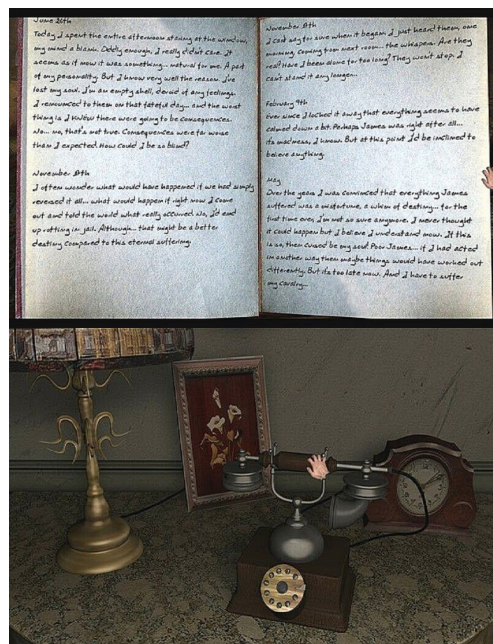 June 26th
Today I spent the entire afternoon staring at the window,
my mind a blank. Oddly enough, I really didn't care. It
seems as if now it was something... natural for me. A part
of my personality. But I know very well the reason. I've
lost my soul. I'm an empty shell, devoid of any feelings.
I renounced to them on that fateful day... and the worst
thing is I knew there were going to be consequences.
No... no, that's not true. Consequences were far worse
than I expected. How could I be so blind?
November
I often wonder what would have happened if we had simply
reversed it all... what would happen if right now I came
out and told the world what really occurred. No, I'd end
up rotting in jail. Although... that might be a better
destiny compared to this eternal suffering.
November
I can't say for sure when it began. I just heard them, one
morning, coming from next room... the whispers. Are they
real? Have I been alone for too long? They won't stop. I
can't stand it any longer...
February 9th
Ever since I locked it away that everything seems to have
calmed down a bit. Perhaps James was right after all...
its madness, I know. But at this point I'd be inclined to
believe anything.
May
Over the years I was convinced that everything James
suffered was a misfortune, a whim of destiny... for the
first time ever, I'm not so sure anymore. I never thought
it could happen but I believe I understand now. If this
is so, then cursed be my soul. Poor James... if I had acted
in another way then maybe things would have worked out
differently. But its too late now. And I have to suffer
my